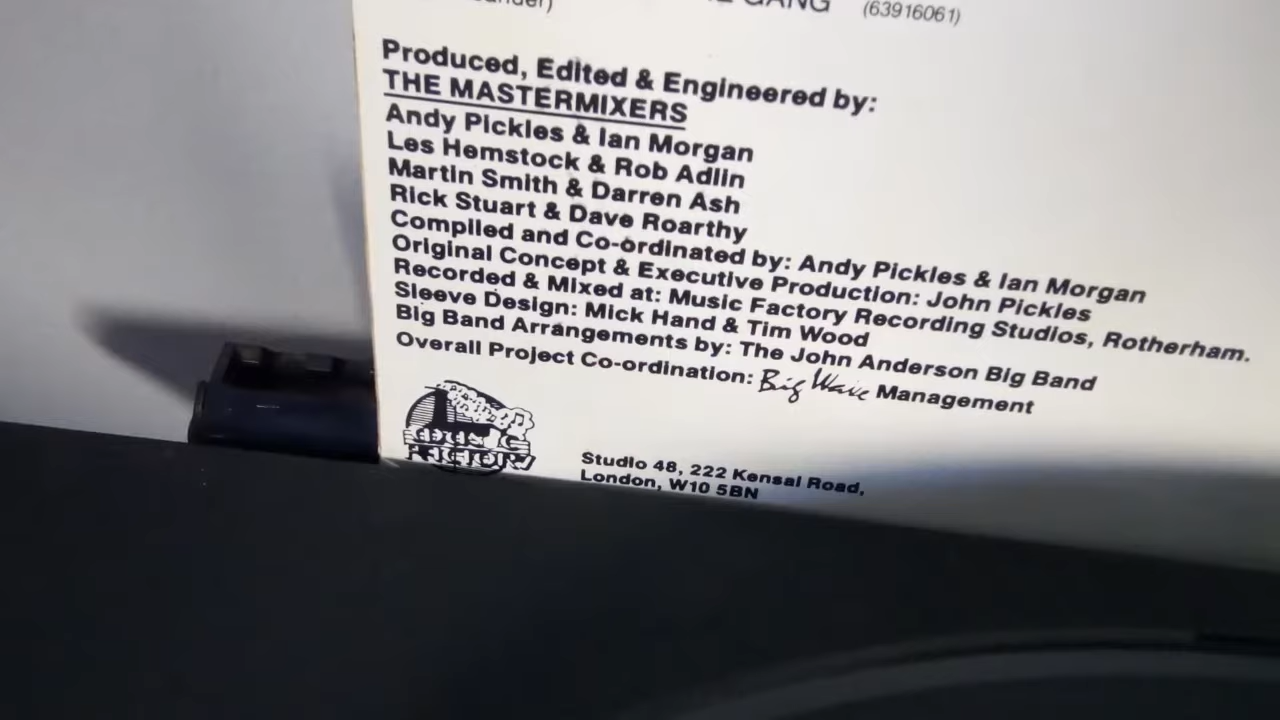 GANG (63916061)
Produced, Edited & Engineered by:
THE MASTERMIXERS
Andy Pickles & Ian Morgan
Les Hemstock & Rob Adlin
Martin Smith & Darren Ash
Rick Stuart & Dave Roarthy
Compiled and Co-ordinated by: Andy Pickles & Ian Morgan
Original Concept & Executive Production: John Pickles
Recorded & Mixed at: Music Factory Recording Studios, Rotherham.
Sleeve Design: Mick Hand & Tim Wood
Big Band Arrangements by: The John Anderson Big Band
Overall Project Co-ordination: Big Wave Management
MUSIC
FACTORY
Studio 48, 222 Kensal Road,
London, W10 5BN